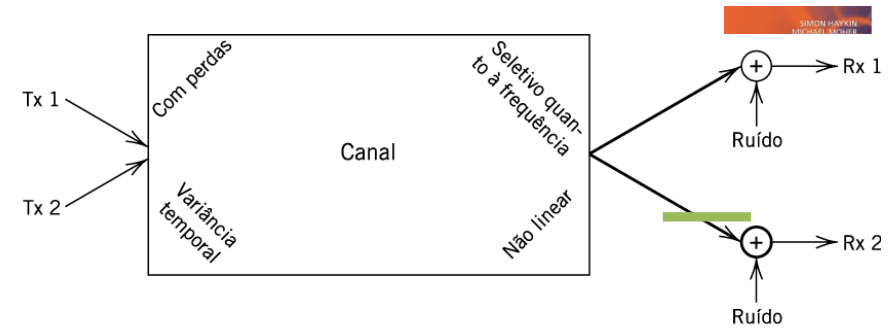 SIMON HAYKIN
MICHAEL MOHER
Tx 1
Tx 2
Com perdas
Variância
temporal
Canal
Seletivo quan-
to à frequência
Não linear
Rx 1
Ruído
Rx 2
Ruído